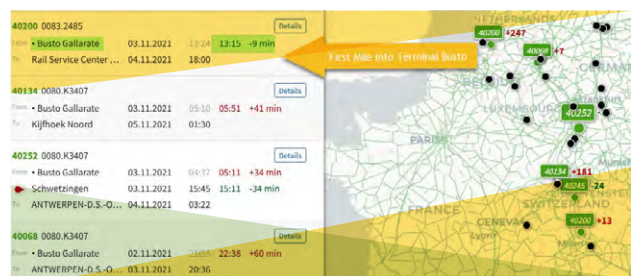 40200 0083.2485 Details
From • Busto Gallarate 03.11.2021 13:24 13:15 -9 min
To Rail Service Center ... 04.11.2021 18:00
40134 0080.K3407 Details
From • Busto Gallarate 03.11.2021 05:10 05:51 +41 min
To Kijfhoek Noord 05.11.2021 01:30
40252 0080.K3407 Details
From • Busto Gallarate 03.11.2021 04:37 05:11 +34 min
Schwetzingen 03.11.2021 15:45 15:11 -34 min
To ANTWERPEN-D.S.-O... 04.11.2021 03:22
40068 0080.K3407 Details
From • Busto Gallarate 02.11.2021 22:38 +60 min
To ANTWERPEN-D.S.-O... 03.11.2021 20:36
First Mile into Terminal Busto
NETHERLANDS
40200 +247
40068 +7
GERMA
LUXEMBOURG
Frankfurt
40252
PARIS
Munich
40134 +181
40245 -24
SWITZERLAND
FRANCE
GENEVA
40200 +13
Lyon
Milan